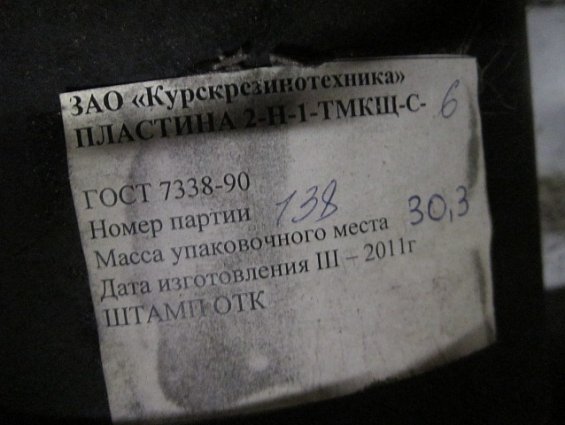 ЗАО «Курскрезинотехника»
ПЛАСТИНА 2-Н-1-ТМКЩ-С- 6
ГОСТ 7338-90
Номер партии 138
Масса упаковочного места 30,3
Дата изготовления III – 2011г
ШТАМП ОТК